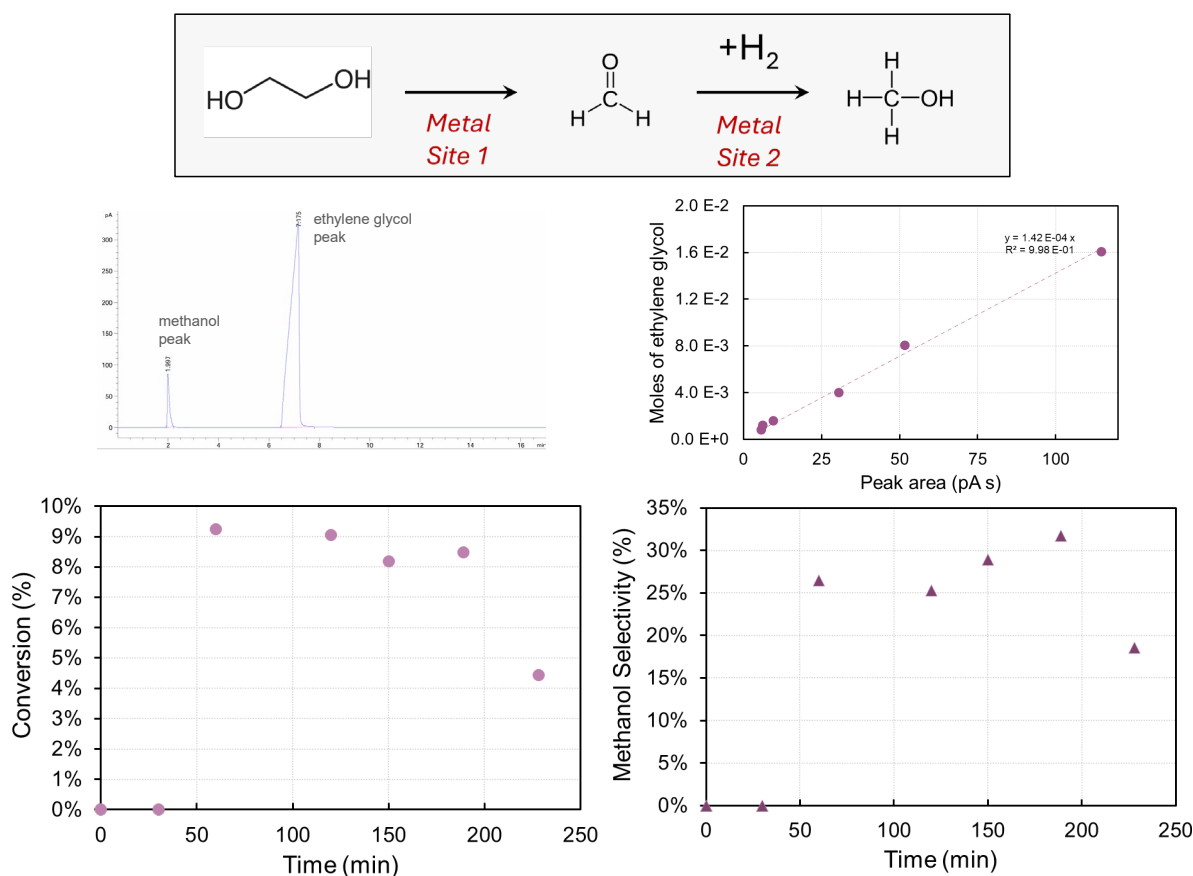 HO
OH
Metal
Site 1
O
C
H
H
+H₂
Metal
Site 2
H
H
C
OH
H
pA
300
250
200
150
100
50
0
1.997
7.175
methanol
peak
ethylene glycol
peak
2
4
6
8
10
12
14
16
min
Moles of ethylene glycol
2.0 E-2
1.6 E-2
1.2 E-2
8.0 E-3
4.0 E-3
0.0 E+0
y = 1.42 E-04 x
R² = 9.98 E-01
0
25
50
75
100
Peak area (pA s)
Conversion (%)
10%
9%
8%
7%
6%
5%
4%
3%
2%
1%
0%
0
50
100
150
200
250
Time (min)
Methanol Selectivity (%)
35%
30%
25%
20%
15%
10%
5%
0%
0
50
100
150
200
250
Time (min)